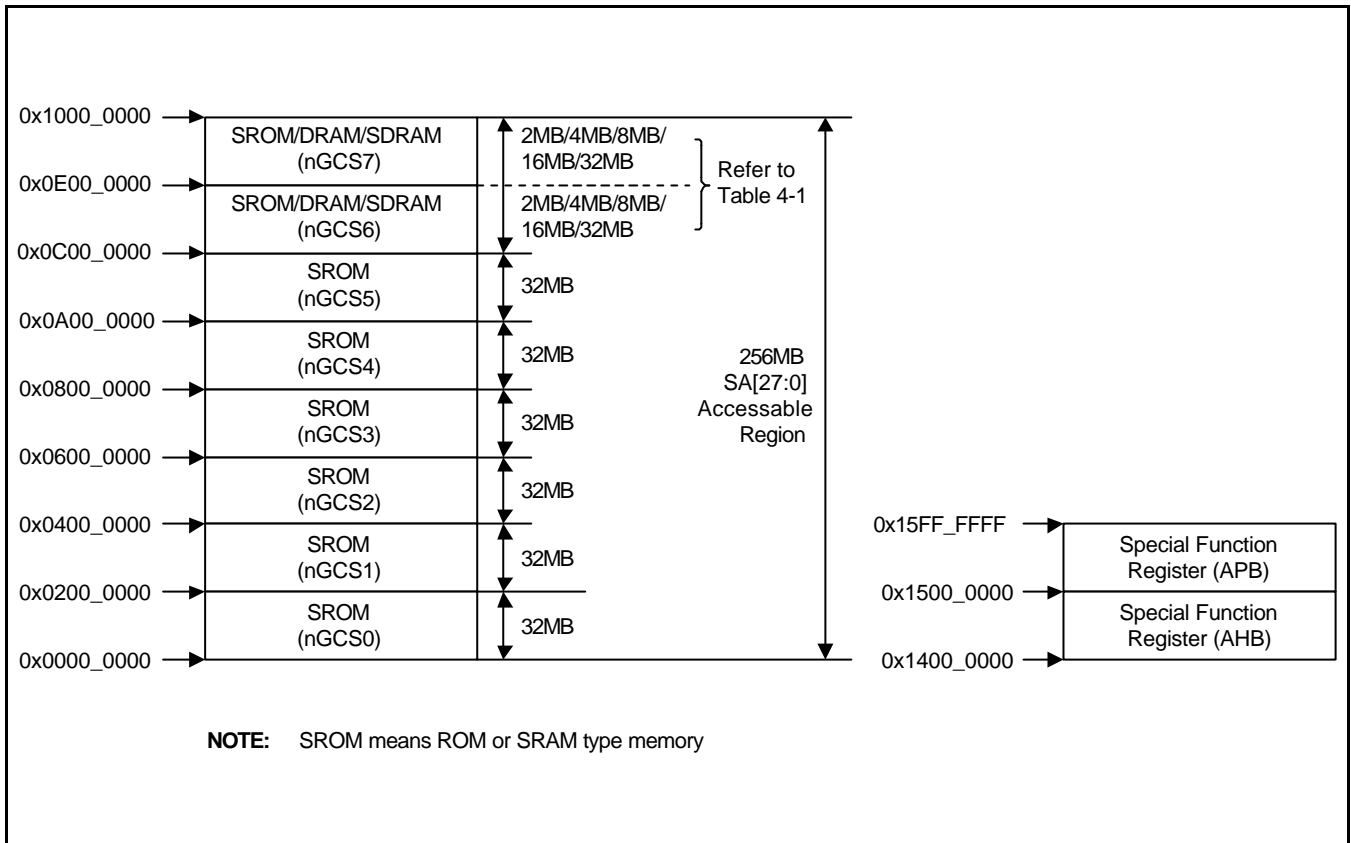 0x1000_0000
SROM/DRAM/SDRAM
(nGCS7)
2MB/4MB/8MB/
16MB/32MB
Refer to
Table 4-1
0x0E00_0000
SROM/DRAM/SDRAM
(nGCS6)
2MB/4MB/8MB/
16MB/32MB
0x0C00_0000
SROM
(nGCS5)
32MB
0x0A00_0000
SROM
(nGCS4)
32MB
256MB
SA[27:0]
Accessable
Region
0x0800_0000
SROM
(nGCS3)
32MB
0x0600_0000
SROM
(nGCS2)
32MB
0x0400_0000
SROM
(nGCS1)
32MB
0x0200_0000
SROM
(nGCS0)
32MB
0x0000_0000
0x15FF_FFFF
Special Function
Register (APB)
0x1500_0000
Special Function
Register (AHB)
0x1400_0000
NOTE: SROM means ROM or SRAM type memory